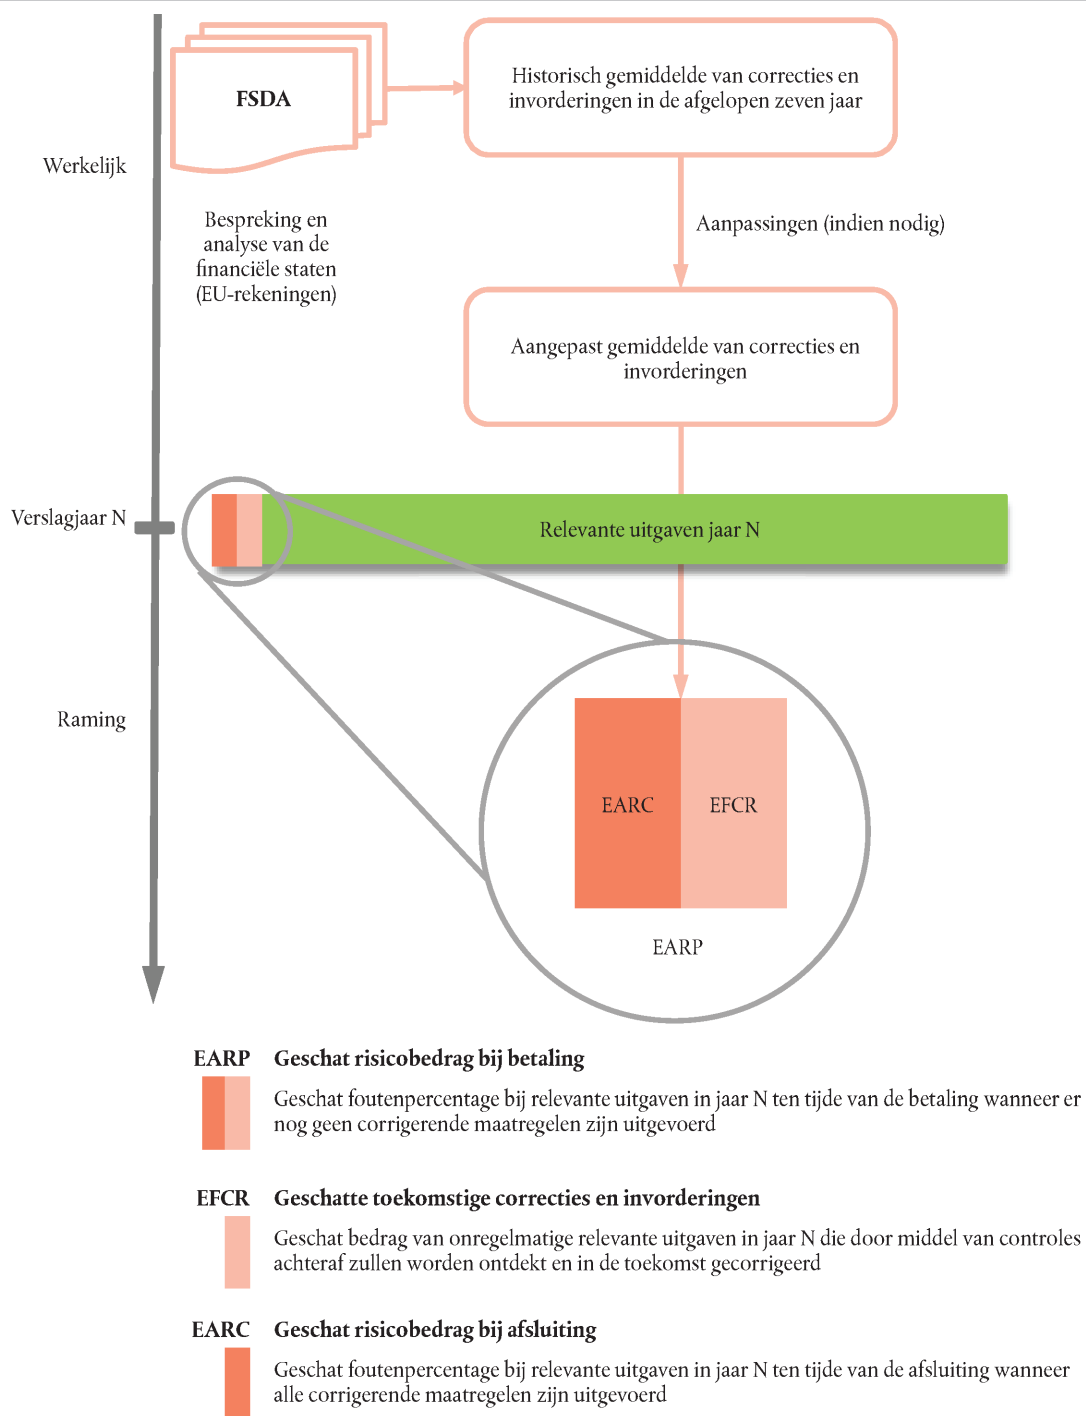 FSDA
Historisch gemiddelde van correcties en
invorderingen in de afgelopen zeven jaar
Werkelijk
Bespreking en
analyse van de
financiële staten
(EU-rekeningen)
Aanpassingen (indien nodig)
Aangepast gemiddelde van correcties en
invorderingen
Verslagjaar N
Relevante uitgaven jaar N
Raming
EARC
EFCR
EARP
EARP Geschat risicobedrag bij betaling
Geschat foutenpercentage bij relevante uitgaven in jaar N ten tijde van de betaling wanneer er
nog geen corrigerende maatregelen zijn uitgevoerd
EFCR Geschatte toekomstige correcties en invorderingen
Geschat bedrag van onregelmatige relevante uitgaven in jaar N die door middel van controles
achteraf zullen worden ontdekt en in de toekomst gecorrigeerd
EARC Geschat risicobedrag bij afsluiting
Geschat foutenpercentage bij relevante uitgaven in jaar N ten tijde van de afsluiting wanneer
alle corrigerende maatregelen zijn uitgevoerd